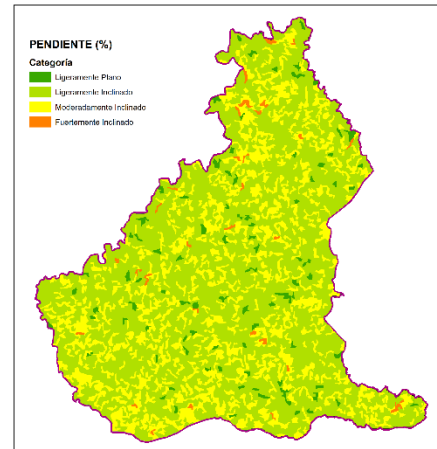 PENDIENTE (%)
Categoría
Ligeramente Plano
Ligeramente Inclinado
Moderadamente Inclinado
Fuertemente Inclinado